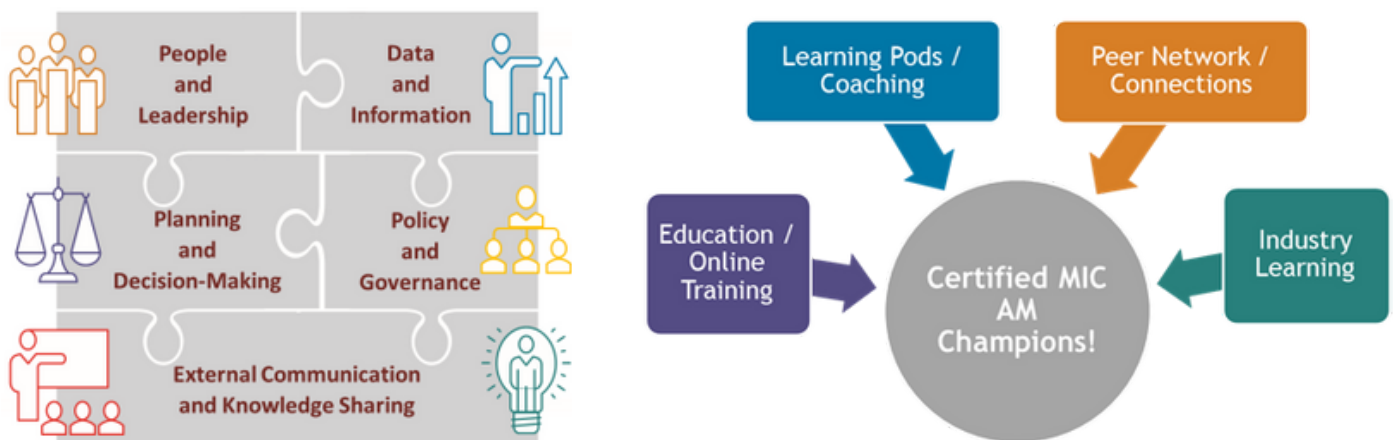 People
and
Leadership
Data
and
Information
Planning
and
Decision-Making
Policy
and
Governance
External Communication
and Knowledge Sharing
Learning Pods /
Coaching
Peer Network /
Connections
Education /
Online
Training
Industry
Learning
Certified MIC
AM
Champions!